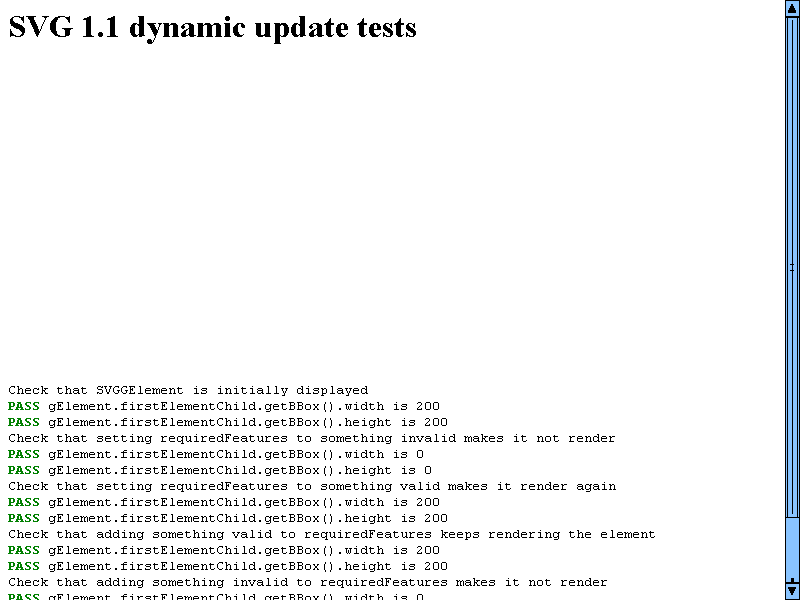 SVG 1.1 dynamic update tests
Check that SVGGElement is initially displayed
PASS gElement.firstElementChild.getBBox().width is 200
PASS gElement.firstElementChild.getBBox().height is 200
Check that setting requiredFeatures to something invalid makes it not render
PASS gElement.firstElementChild.getBBox().width is 0
PASS gElement.firstElementChild.getBBox().height is 0
Check that setting requiredFeatures to something valid makes it render again
PASS gElement.firstElementChild.getBBox().width is 200
PASS gElement.firstElementChild.getBBox().height is 200
Check that adding something valid to requiredFeatures keeps rendering the element
PASS gElement.firstElementChild.getBBox().width is 200
PASS gElement.firstElementChild.getBBox().height is 200
Check that adding something invalid to requiredFeatures makes it not render
PASS gElement.firstElementChild.getBBox().width is 0